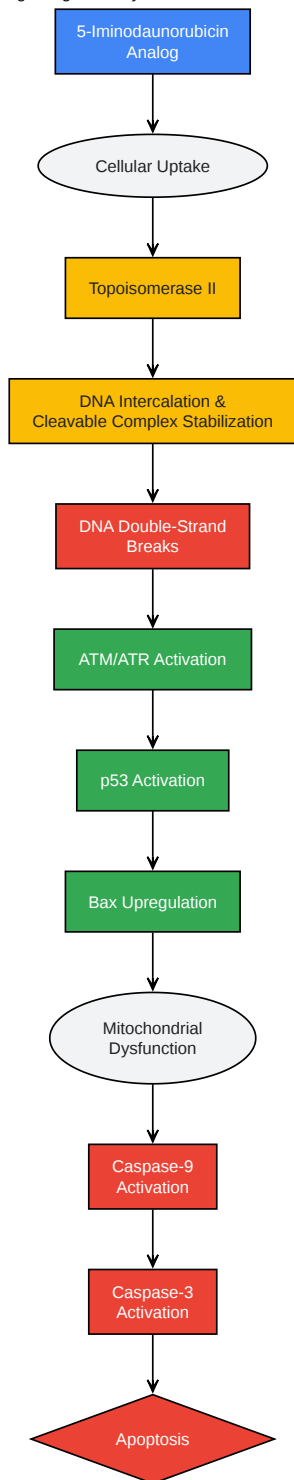 5-Iminodaunorubicin
Analog
Cellular Uptake
Topoisomerase II
DNA Intercalation &
Cleavable Complex Stabilization
DNA Double-Strand
Breaks
ATM/ATR Activation
p53 Activation
Bax Upregulation
Mitochondrial
Dysfunction
Caspase-9
Activation
Caspase-3
Activation
Apoptosis